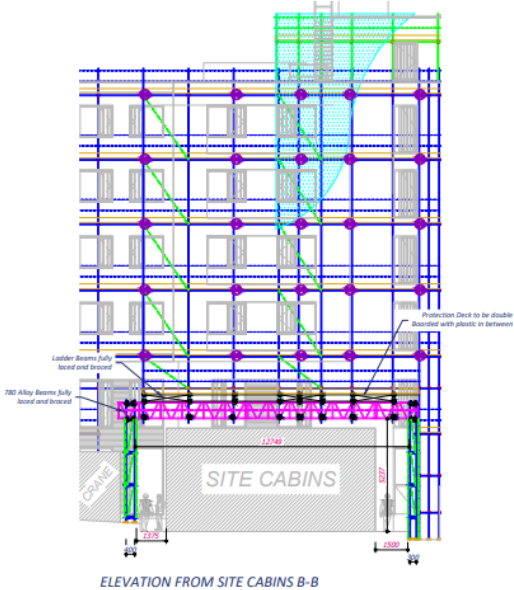 Protection Deck to be double
Boarded with plastic in between
Ladder Beams fully
laced and braced
780 Alloy Beams fully
laced and braced
12749
SITE CABINS
CRANE
5237
1375
1500
400
300
ELEVATION FROM SITE CABINS B-B